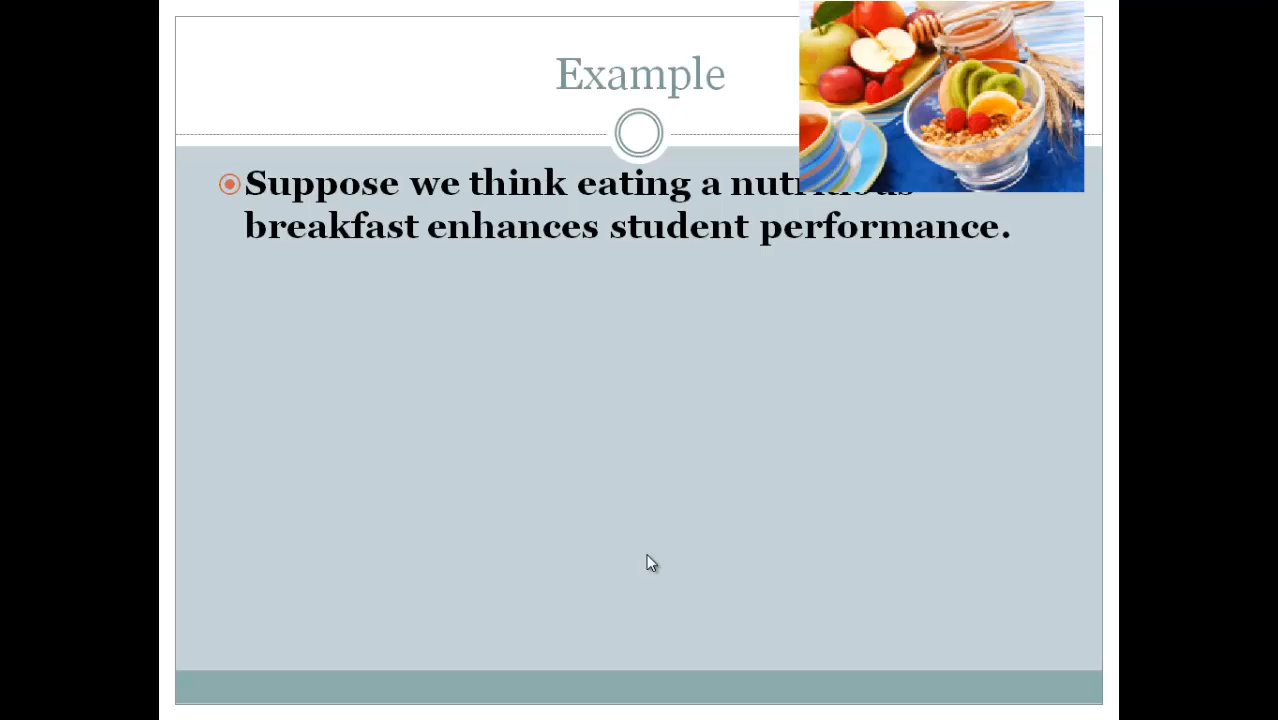 Example
Suppose we think eating a nutritious
breakfast enhances student performance.